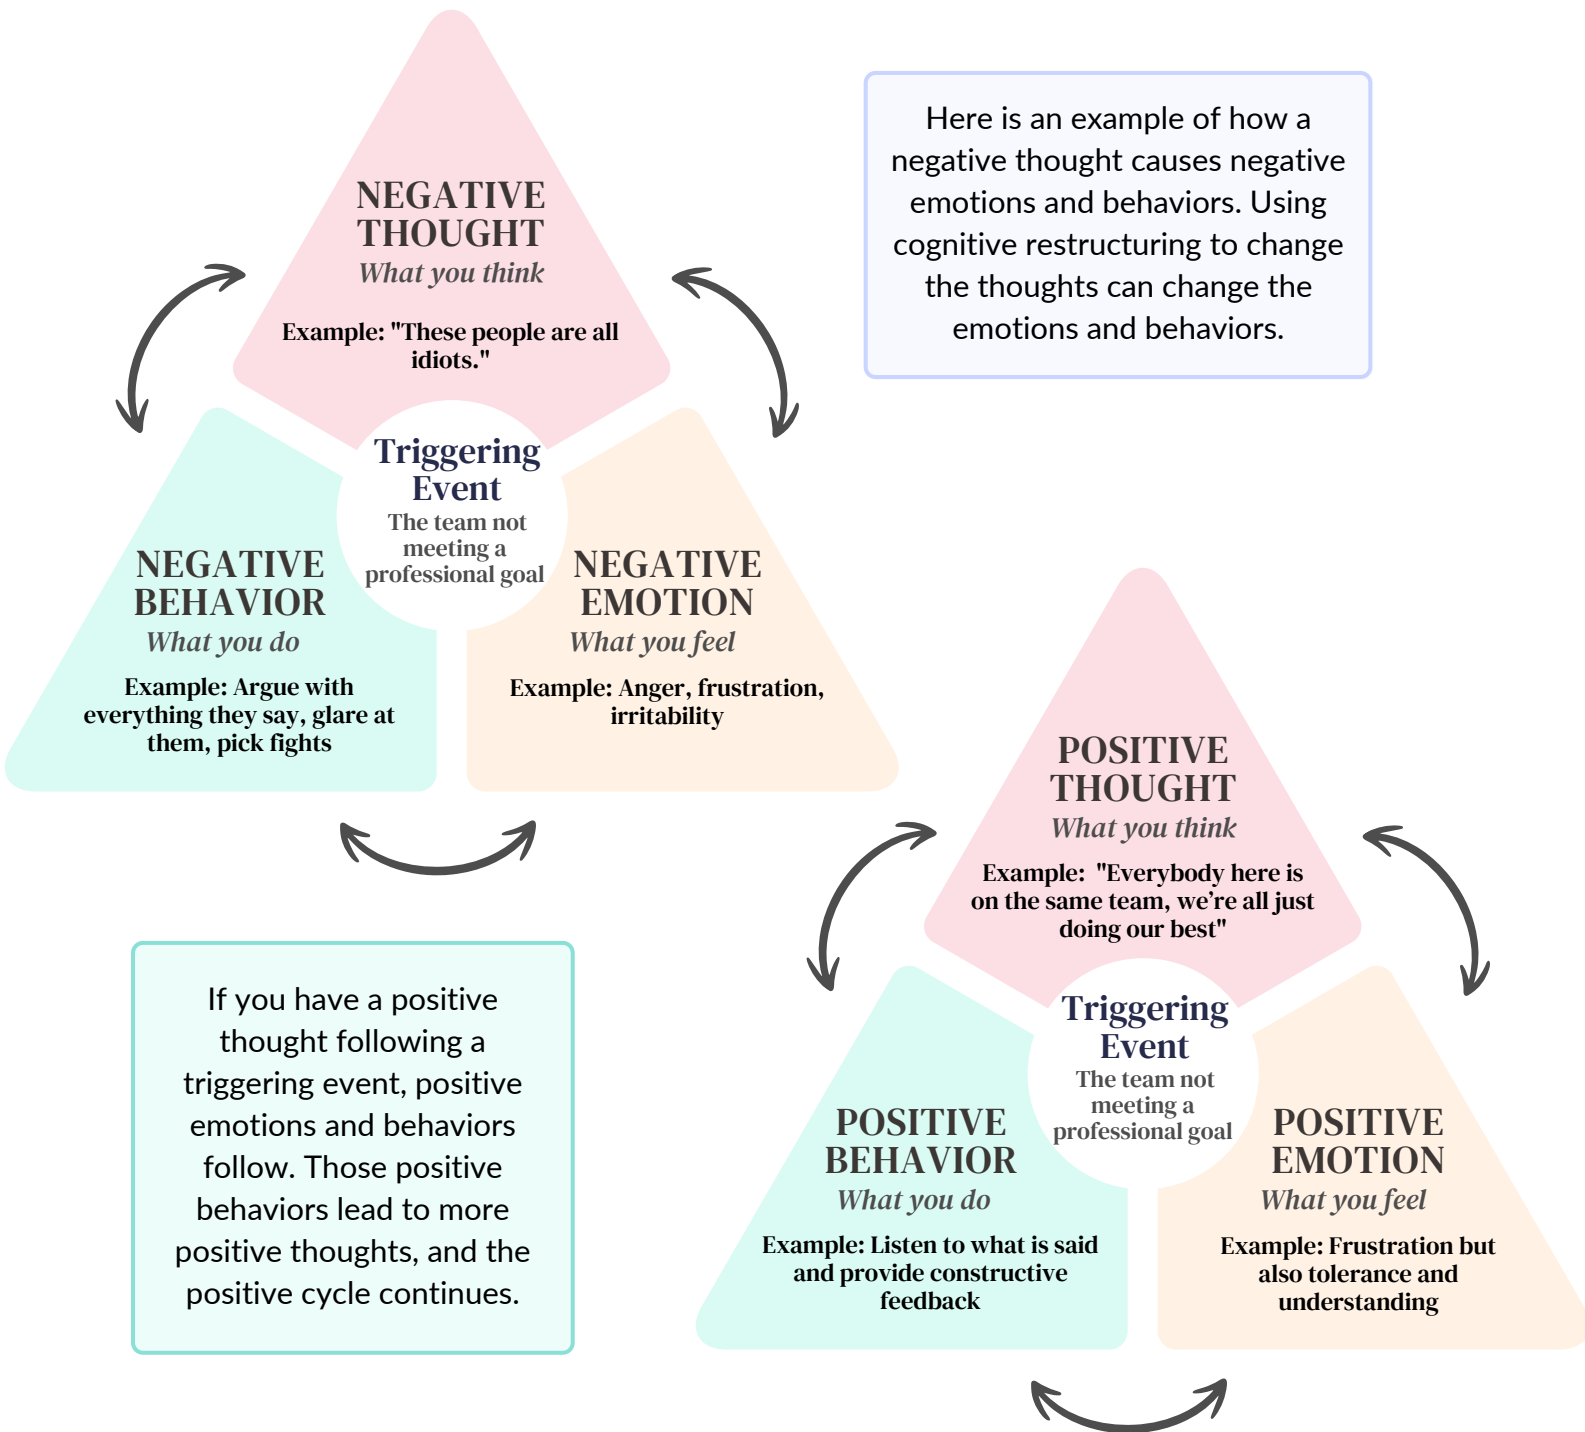 NEGATIVE
THOUGHT
What you think
Example: "These people are all
idiots."
Here is an example of how a
negative thought causes negative
emotions and behaviors. Using
cognitive restructuring to change
the thoughts can change the
emotions and behaviors.
Triggering
Event
The team not
meeting a
professional goal
NEGATIVE
BEHAVIOR
What you do
Example: Argue with
everything they say, glare at
them, pick fights
NEGATIVE
EMOTION
What you feel
Example: Anger, frustration,
irritability
POSITIVE
THOUGHT
What you think
Example: "Everybody here is
on the same team, we’re all just
doing our best"
If you have a positive
thought following a
triggering event, positive
emotions and behaviors
follow. Those positive
behaviors lead to more
positive thoughts, and the
positive cycle continues.
Triggering
Event
The team not
meeting a
professional goal
POSITIVE
BEHAVIOR
What you do
Example: Listen to what is said
and provide constructive
feedback
POSITIVE
EMOTION
What you feel
Example: Frustration but
also tolerance and
understanding